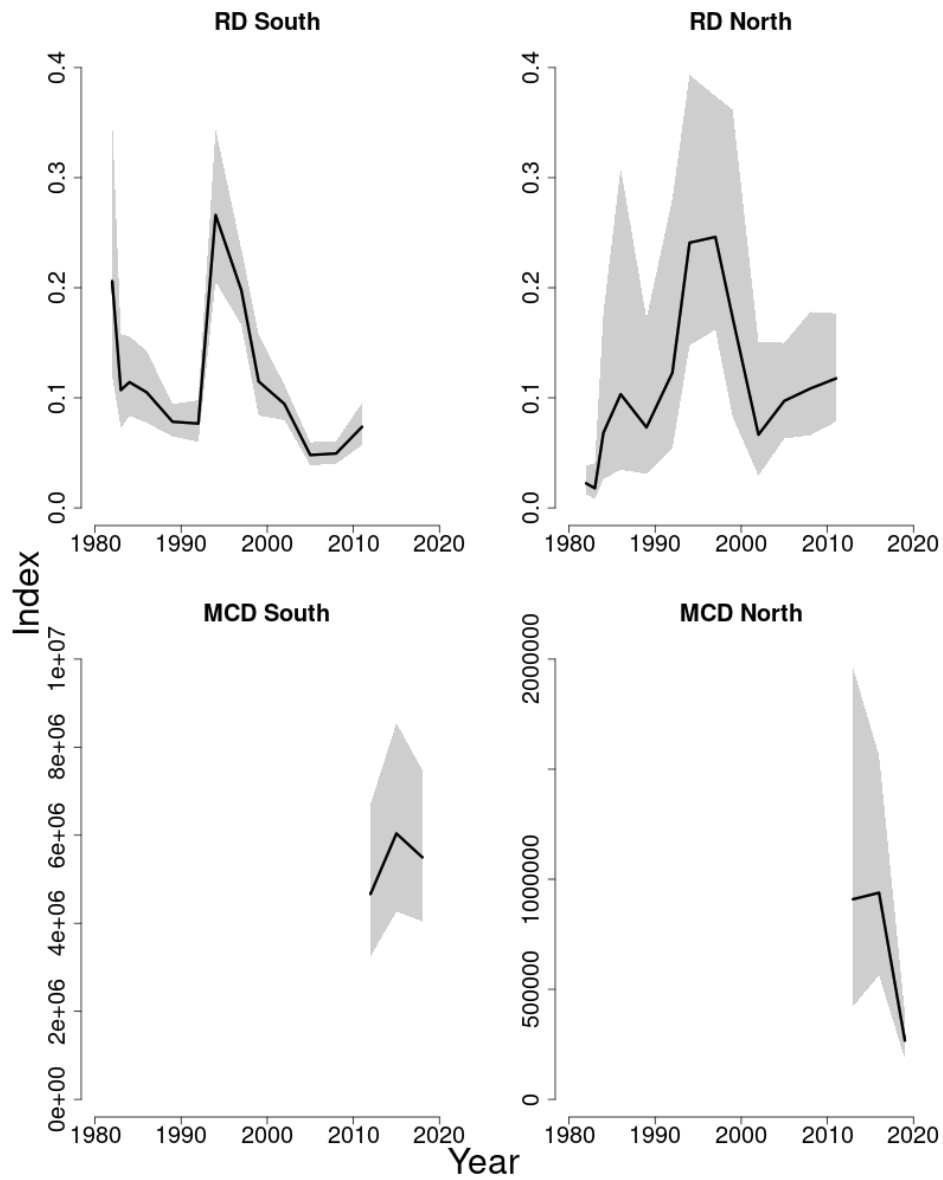 RD South
0.4
0.3
0.2
0.1
0.0
1980 1990 2000 2010 2020
RD North
0.4
0.3
0.2
0.1
0.0
1980 1990 2000 2010 2020
Index
MCD South
1e+07
8e+06
6e+06
4e+06
2e+06
0e+00
1980 1990 2000 2010 2020
MCD North
2000000
1000000
500000
0
1980 1990 2000 2010 2020
Year